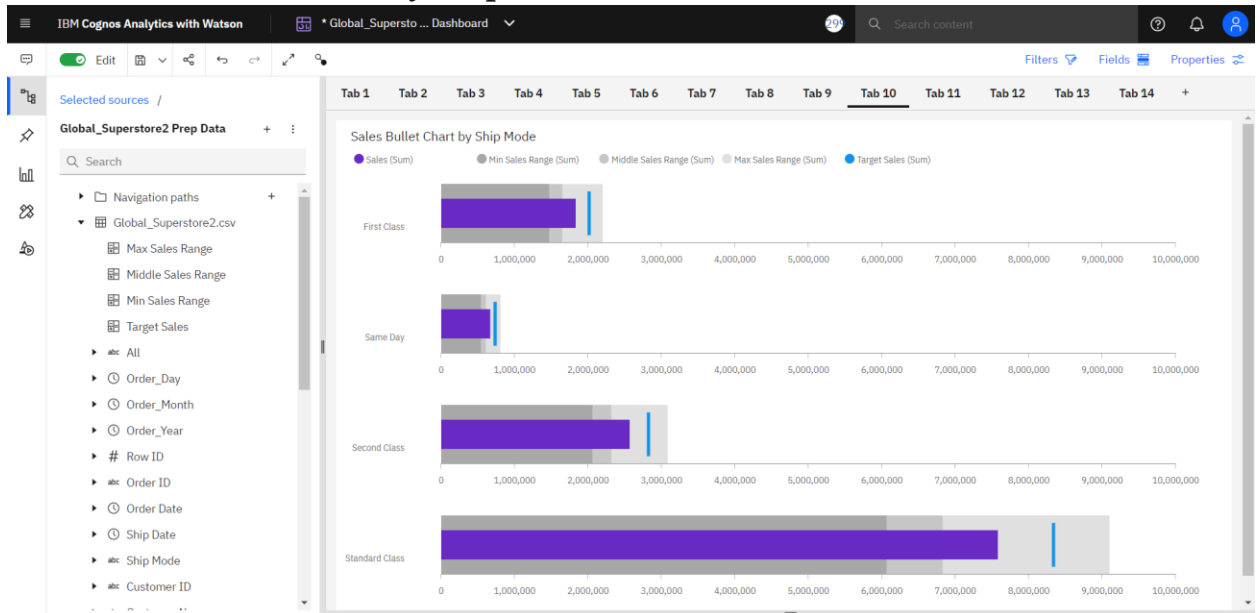 IBM Cognos Analytics with Watson
* Global_Supersto ... Dashboard
299
Search content
Edit
Filters
Fields
Properties
Selected sources /
Global_Superstore2 Prep Data
Search
Navigation paths
Global_Superstore2.csv
Max Sales Range
Middle Sales Range
Min Sales Range
Target Sales
abc All
Order_Day
Order_Month
Order_Year
# Row ID
abc Order ID
Order Date
Ship Date
abc Ship Mode
abc Customer ID
Tab 1 Tab 2 Tab 3 Tab 4 Tab 5 Tab 6 Tab 7 Tab 8 Tab 9 Tab 10 Tab 11 Tab 12 Tab 13 Tab 14 +
Sales Bullet Chart by Ship Mode
Sales (Sum) Min Sales Range (Sum) Middle Sales Range (Sum) Max Sales Range (Sum) Target Sales (Sum)
First Class
0 1,000,000 2,000,000 3,000,000 4,000,000 5,000,000 6,000,000 7,000,000 8,000,000 9,000,000 10,000,000
Same Day
0 1,000,000 2,000,000 3,000,000 4,000,000 5,000,000 6,000,000 7,000,000 8,000,000 9,000,000 10,000,000
Second Class
0 1,000,000 2,000,000 3,000,000 4,000,000 5,000,000 6,000,000 7,000,000 8,000,000 9,000,000 10,000,000
Standard Class
0 1,000,000 2,000,000 3,000,000 4,000,000 5,000,000 6,000,000 7,000,000 8,000,000 9,000,000 10,000,000